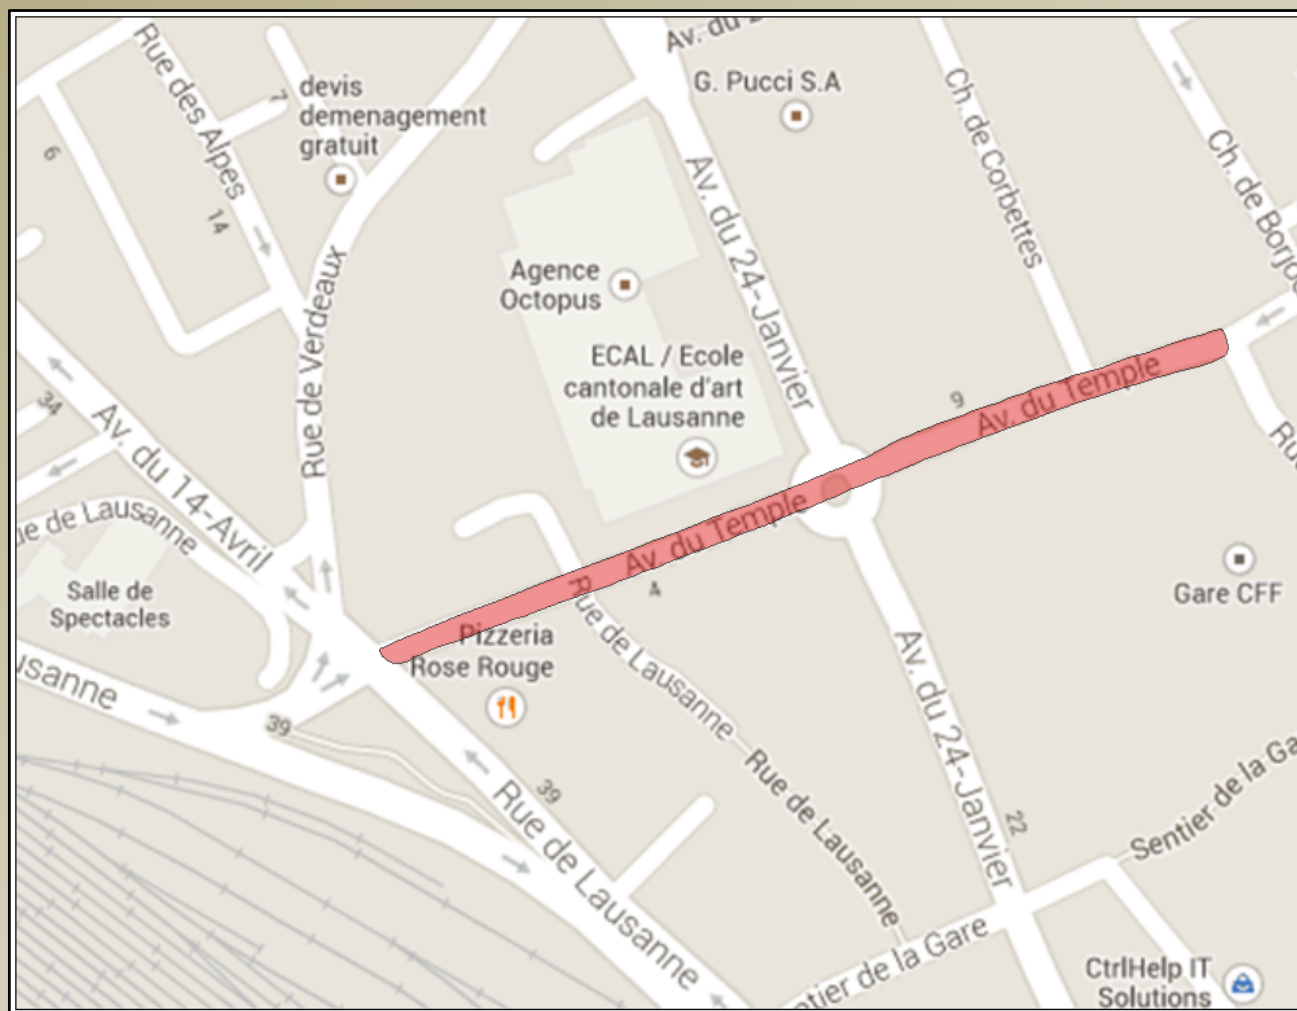 Av. du 2
Rue des Alpes
7
devis
demenagement
gratuit
G. Pucci S.A
Ch. de Corbettes
Ch. de Borjo
6
14
Av. du 24-Janvier
Rue de Verdeaux
Agence
Octopus
ECAL / Ecole
cantonale d'art
de Lausanne
34
Av. du 14-Avril
9
Av. du Temple
Ru
ue de Lausanne
Av. du Temple
4
Salle de
Spectacles
Gare CFF
Pizzeria
Rose Rouge
Rue de Lausanne
usanne
39
Av. du 24-Janvier
39
Rue de Lausanne
Rue de Lausanne
22
Sentier de la Ga
ntier de la Gare
CtrlHelp IT
Solutions